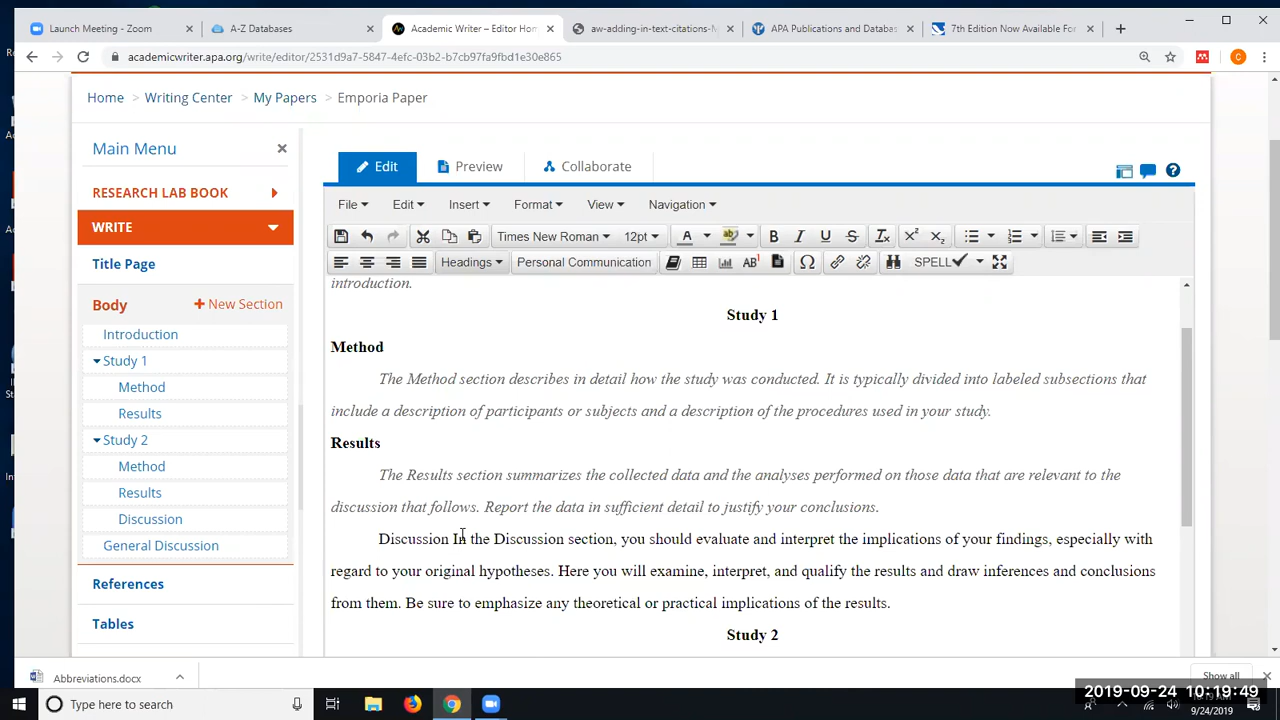 Launch Meeting - Zoom
A-Z Databases
Academic Writer – Editor Hom
aw-adding-in-text-citations-
APA Publications and Databas
7th Edition Now Available For
academicwriter.apa.org/write/editor/2531d9a7-5847-4efc-03b2-b7cb97fa9fbd1e30e865
Home > Writing Center > My Papers > Emporia Paper
Main Menu
RESEARCH LAB BOOK
WRITE
Title Page
Body
New Section
Introduction
Study 1
Method
Results
Study 2
Method
Results
Discussion
General Discussion
References
Tables
Edit
Preview
Collaborate
File Edit Insert Format View Navigation
Times New Roman 12pt A B I U S
Headings Personal Communication AB Ω SPELL
introduction.
Study 1
Method
The Method section describes in detail how the study was conducted. It is typically divided into labeled subsections that
include a description of participants or subjects and a description of the procedures used in your study.
Results
The Results section summarizes the collected data and the analyses performed on those data that are relevant to the
discussion that follows. Report the data in sufficient detail to justify your conclusions.
Discussion In the Discussion section, you should evaluate and interpret the implications of your findings, especially with
regard to your original hypotheses. Here you will examine, interpret, and qualify the results and draw inferences and conclusions
from them. Be sure to emphasize any theoretical or practical implications of the results.
Study 2
Abbreviations.docx
Show all
Type here to search
2019-09-24 10:19:49
9/24/2019